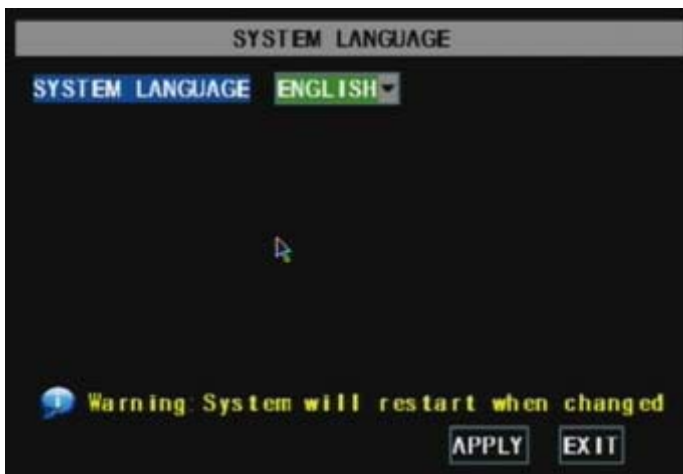 SYSTEM LANGUAGE
SYSTEM LANGUAGE ENGLISH
Warning:System will restart when changed
APPLY EXIT